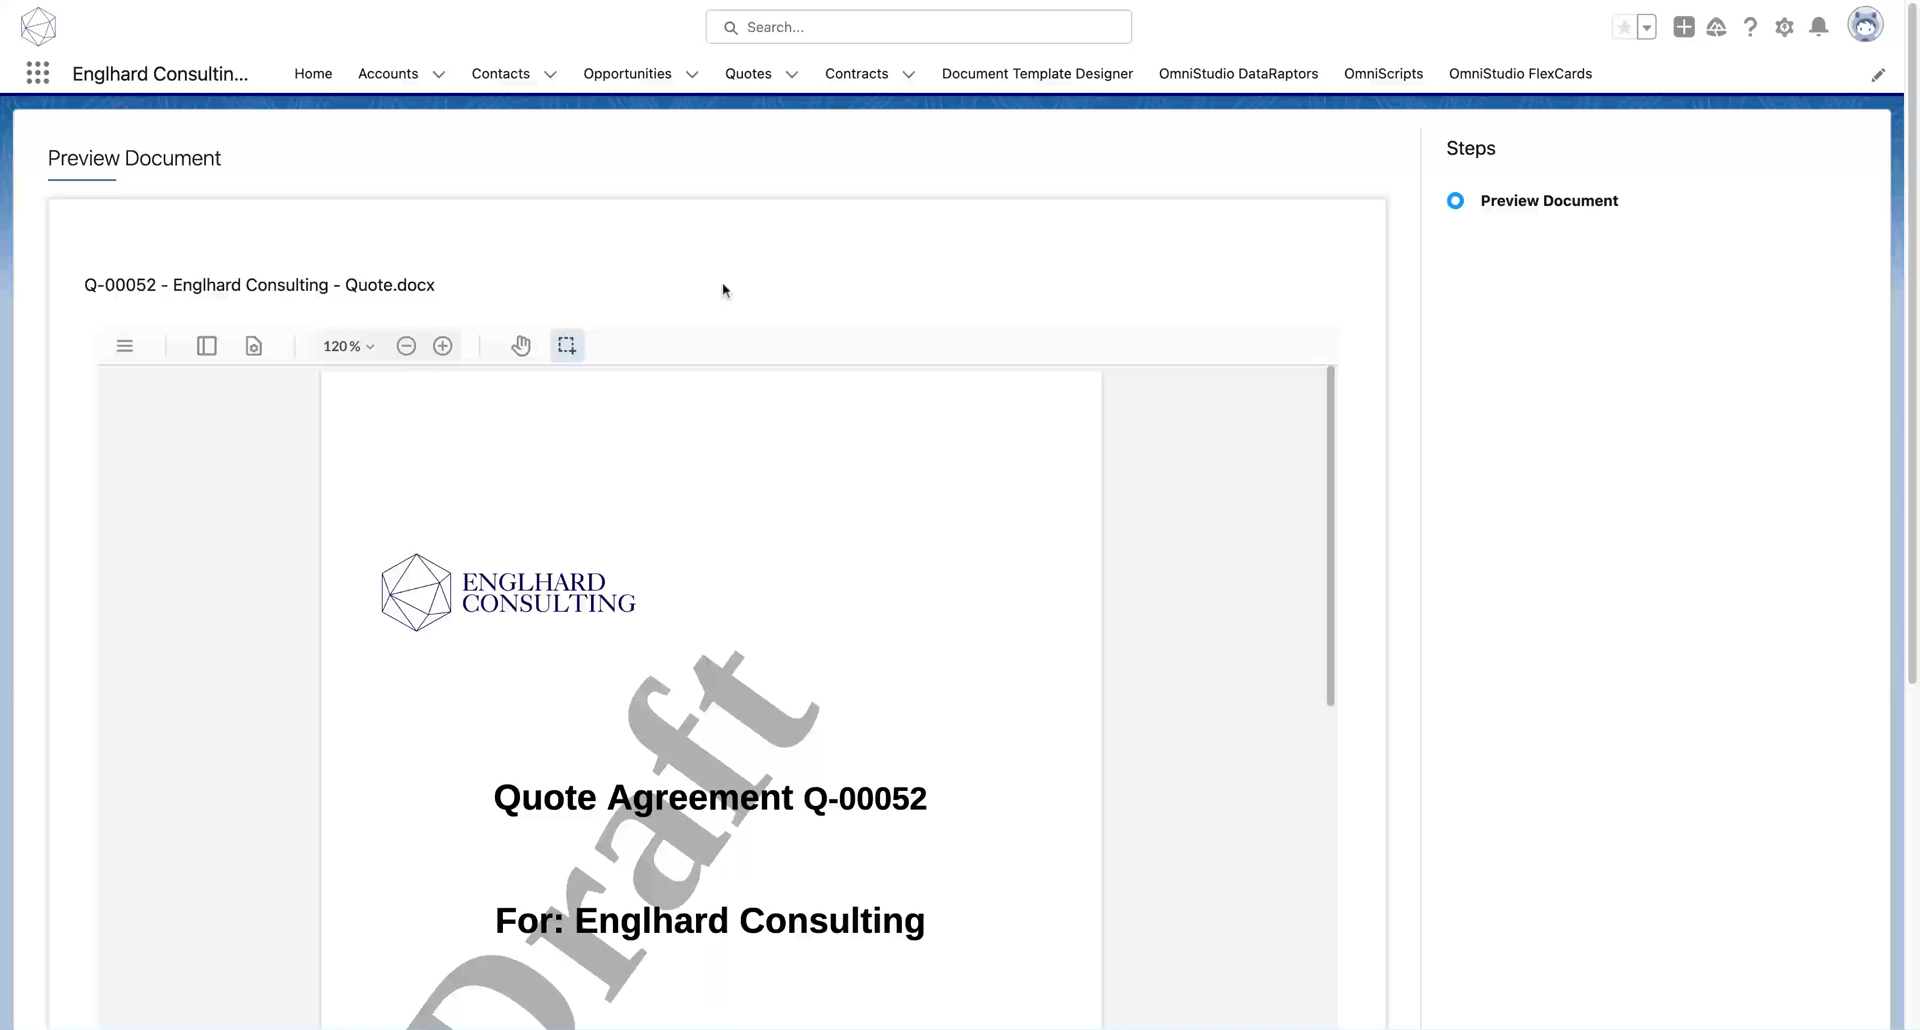 Search...
Englhard Consultin...
Home
Accounts
Contacts
Opportunities
Quotes
Contracts
Document Template Designer
OmniStudio DataRaptors
OmniScripts
OmniStudio FlexCards
Preview Document
Steps
Preview Document
Q-00052 - Englhard Consulting - Quote.docx
120%
ENGLHARD
CONSULTING
Draft
Quote Agreement Q-00052
For: Englhard Consulting